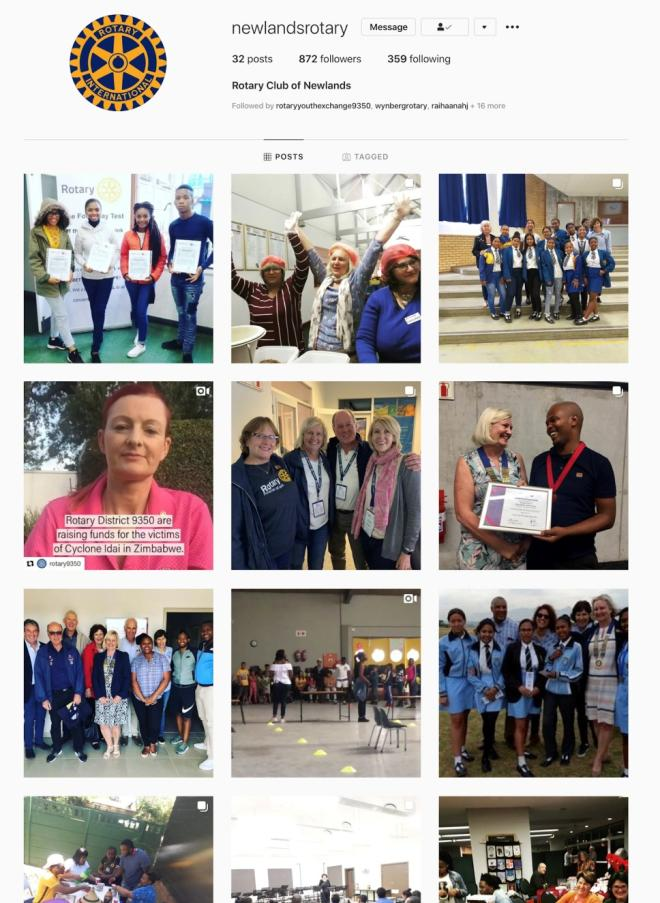 ROTARY
INTERNATIONAL
newlandsrotary
Message
32 posts 872 followers 359 following
Rotary Club of Newlands
Followed by rotaryyouthexchange9350, wynbergrotary, raihaanahj + 16 more
POSTS TAGGED
Rotary
Rotary
Rotary District 9350 are
raising funds for the victims
of Cyclone Idai in Zimbabwe.
rotary9350